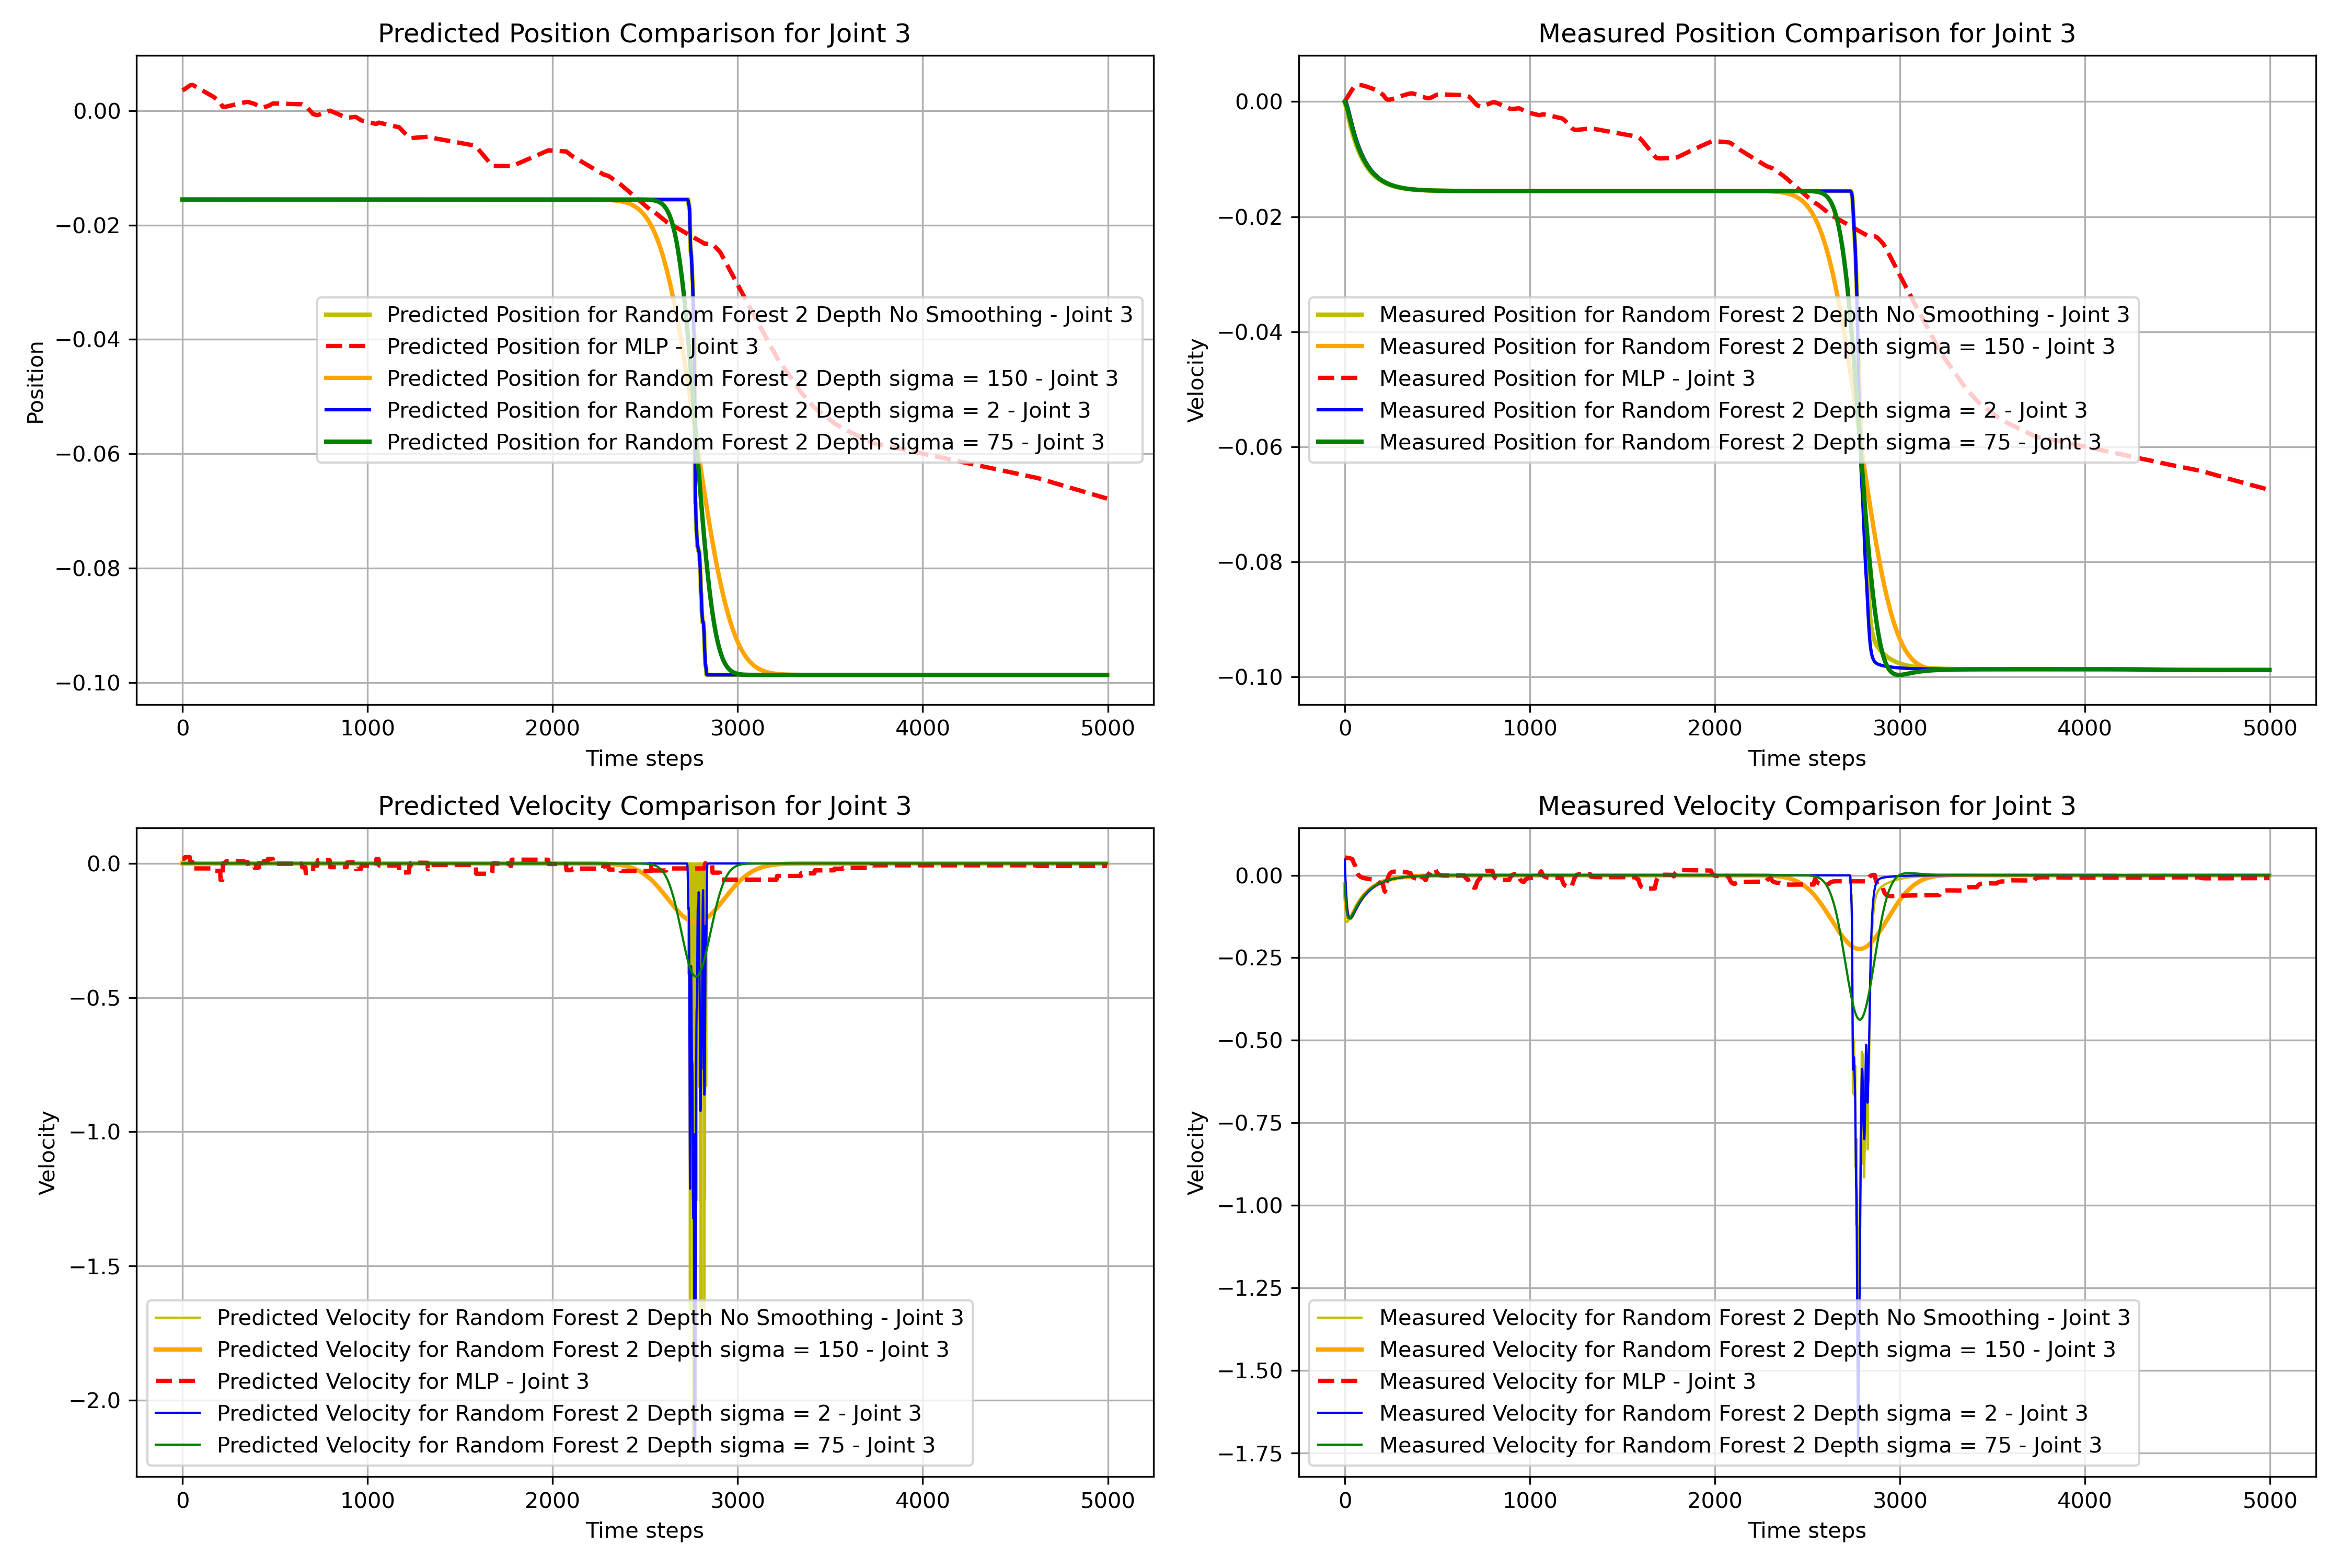 Predicted Position Comparison for Joint 3
Position
0.00
−0.02
−0.04
−0.06
−0.08
−0.10
Predicted Position for Random Forest 2 Depth No Smoothing - Joint 3
Predicted Position for MLP - Joint 3
Predicted Position for Random Forest 2 Depth sigma = 150 - Joint 3
Predicted Position for Random Forest 2 Depth sigma = 2 - Joint 3
Predicted Position for Random Forest 2 Depth sigma = 75 - Joint 3
0 1000 2000 3000 4000 5000
Time steps
Measured Position Comparison for Joint 3
Velocity
0.00
−0.02
−0.04
−0.06
−0.08
−0.10
Measured Position for Random Forest 2 Depth No Smoothing - Joint 3
Measured Position for Random Forest 2 Depth sigma = 150 - Joint 3
Measured Position for MLP - Joint 3
Measured Position for Random Forest 2 Depth sigma = 2 - Joint 3
Measured Position for Random Forest 2 Depth sigma = 75 - Joint 3
0 1000 2000 3000 4000 5000
Time steps
Predicted Velocity Comparison for Joint 3
Velocity
0.0
−0.5
−1.0
−1.5
−2.0
Predicted Velocity for Random Forest 2 Depth No Smoothing - Joint 3
Predicted Velocity for Random Forest 2 Depth sigma = 150 - Joint 3
Predicted Velocity for MLP - Joint 3
Predicted Velocity for Random Forest 2 Depth sigma = 2 - Joint 3
Predicted Velocity for Random Forest 2 Depth sigma = 75 - Joint 3
0 1000 2000 3000 4000 5000
Time steps
Measured Velocity Comparison for Joint 3
Velocity
0.00
−0.25
−0.50
−0.75
−1.00
−1.25
−1.50
−1.75
Measured Velocity for Random Forest 2 Depth No Smoothing - Joint 3
Measured Velocity for Random Forest 2 Depth sigma = 150 - Joint 3
Measured Velocity for MLP - Joint 3
Measured Velocity for Random Forest 2 Depth sigma = 2 - Joint 3
Measured Velocity for Random Forest 2 Depth sigma = 75 - Joint 3
0 1000 2000 3000 4000 5000
Time steps